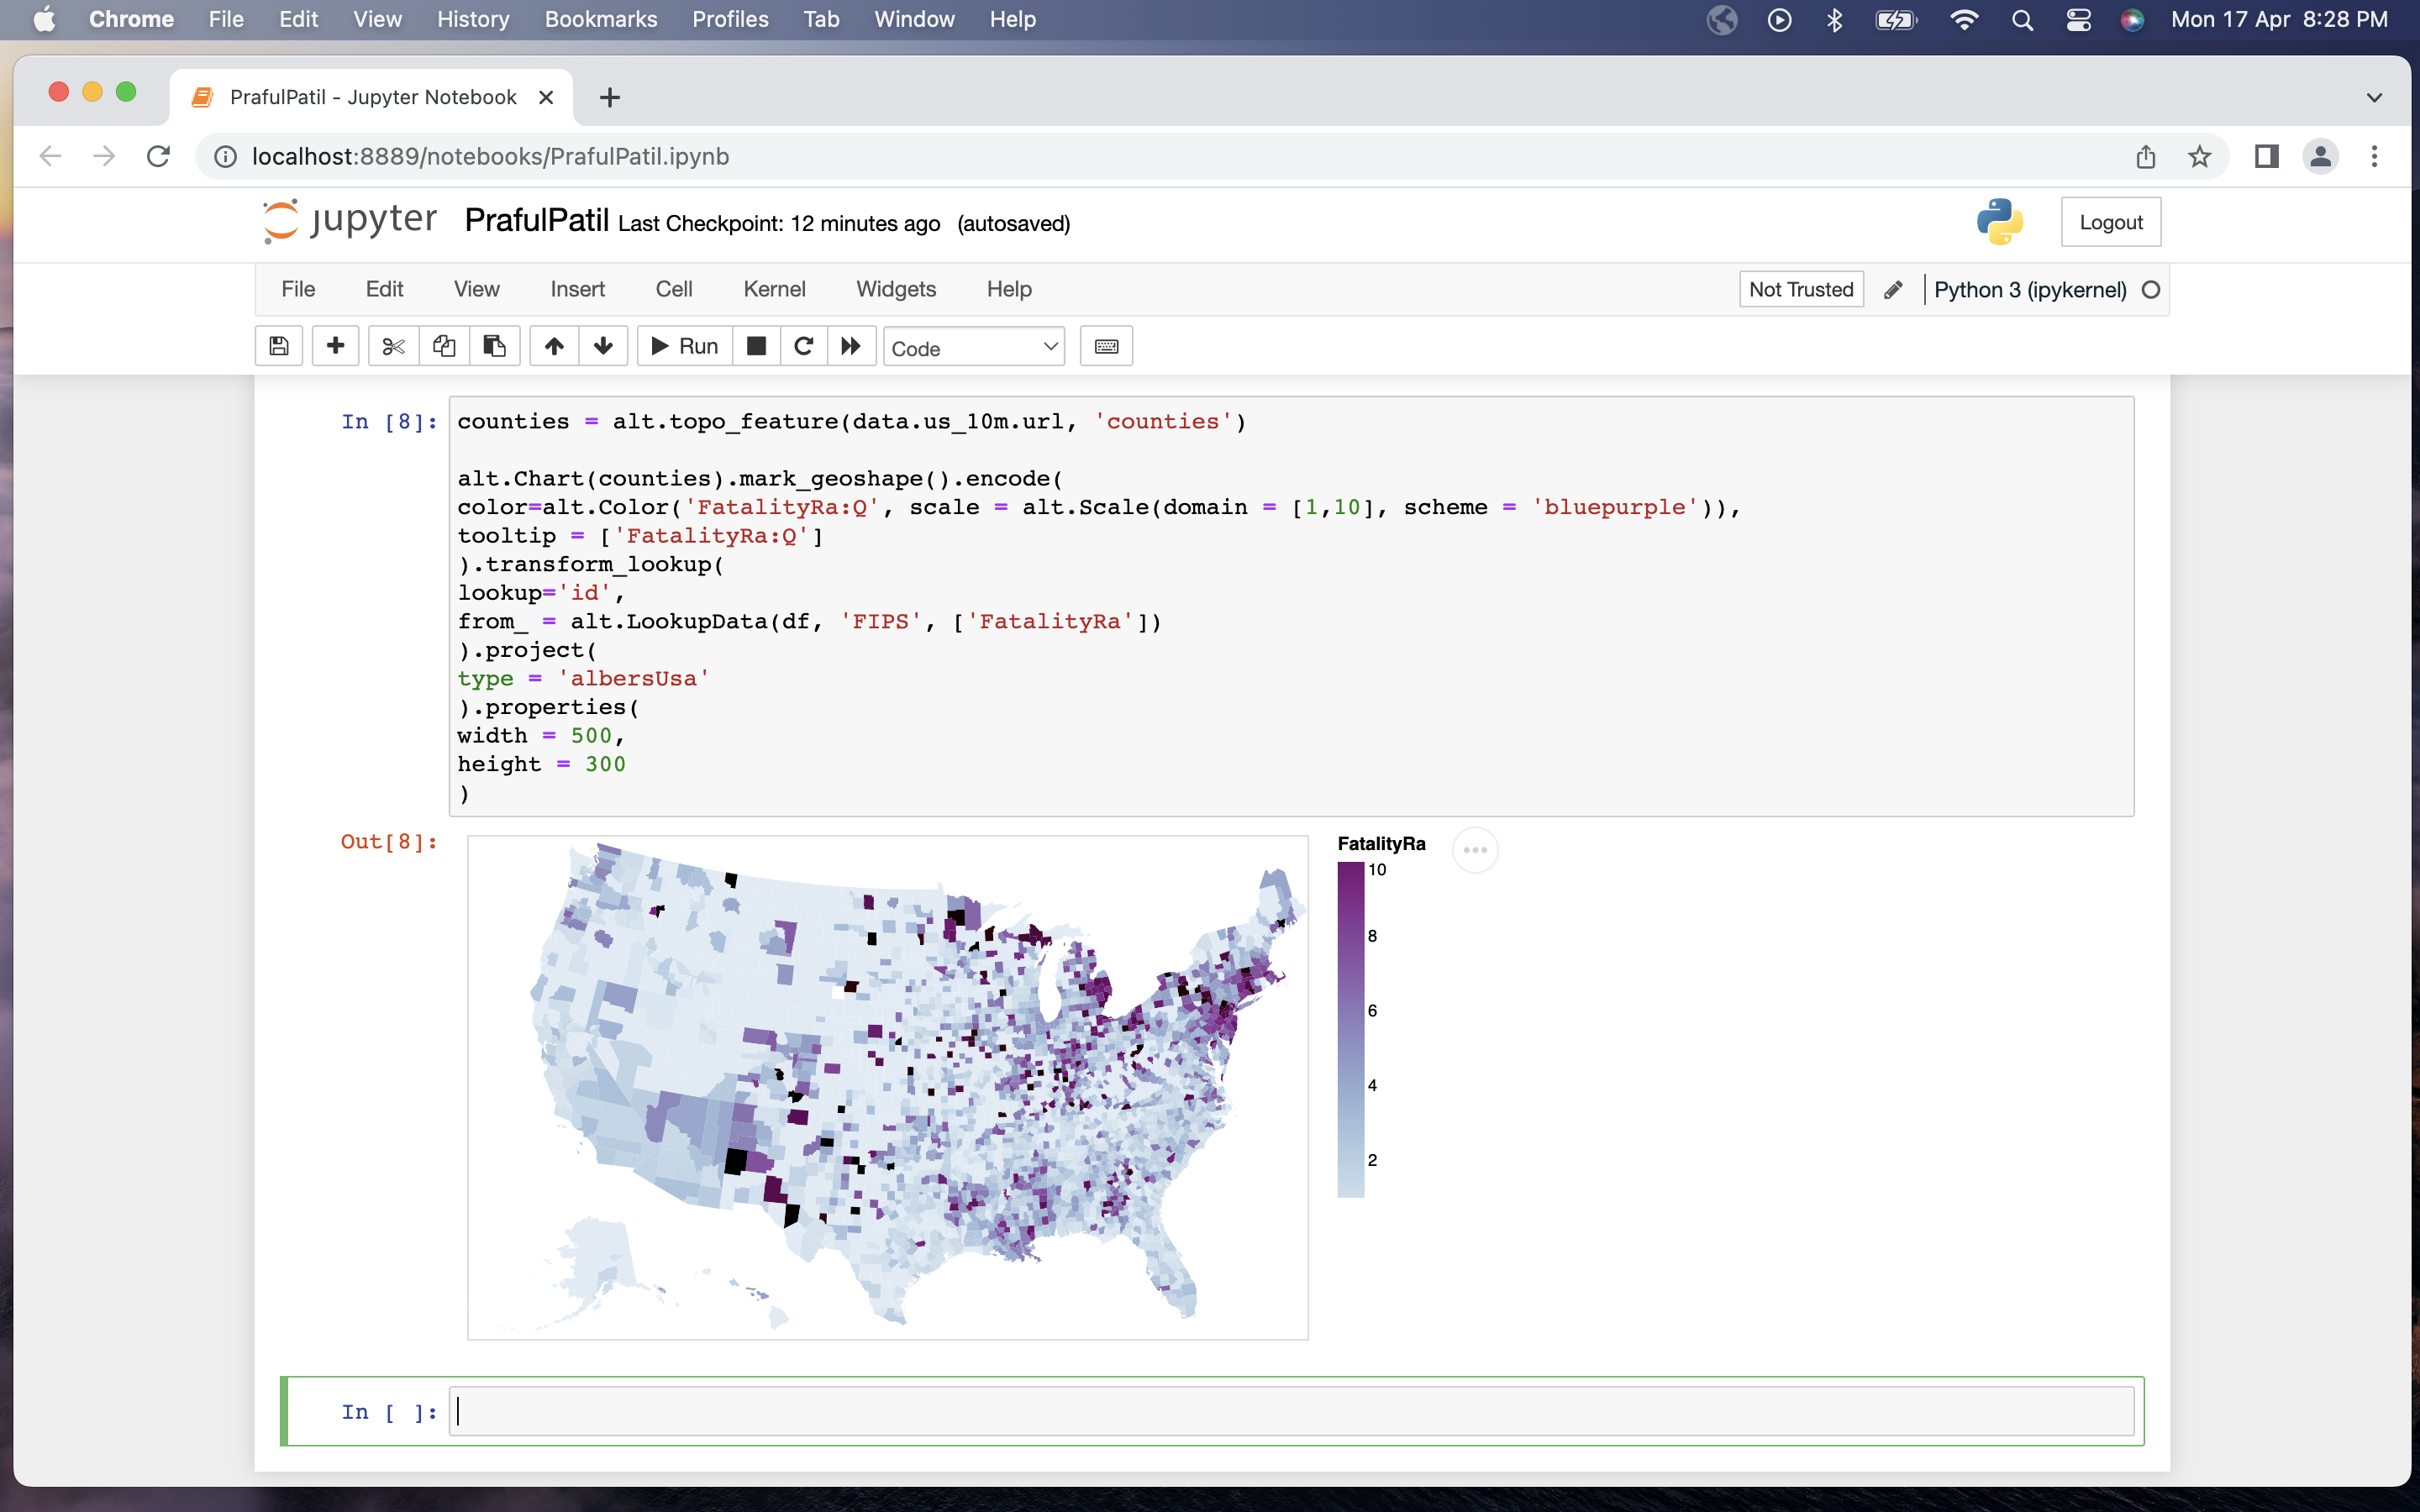 Chrome File Edit View History Bookmarks Profiles Tab Window Help Mon 17 Apr 8:28 PM
PrafulPatil - Jupyter Notebook
localhost:8889/notebooks/PrafulPatil.ipynb
jupyter PrafulPatil Last Checkpoint: 12 minutes ago (autosaved) Logout
File Edit View Insert Cell Kernel Widgets Help Not Trusted Python 3 (ipykernel)
Run Code
In [8]: counties = alt.topo_feature(data.us_10m.url, 'counties')
alt.Chart(counties).mark_geoshape().encode(
color=alt.Color('FatalityRa:Q', scale = alt.Scale(domain = [1,10], scheme = 'bluepurple')),
tooltip = ['FatalityRa:Q']
).transform_lookup(
lookup='id',
from_ = alt.LookupData(df, 'FIPS', ['FatalityRa'])
).project(
type = 'albersUsa'
).properties(
width = 500,
height = 300
)
Out[8]:
FatalityRa
10
8
6
4
2
In [ ]: